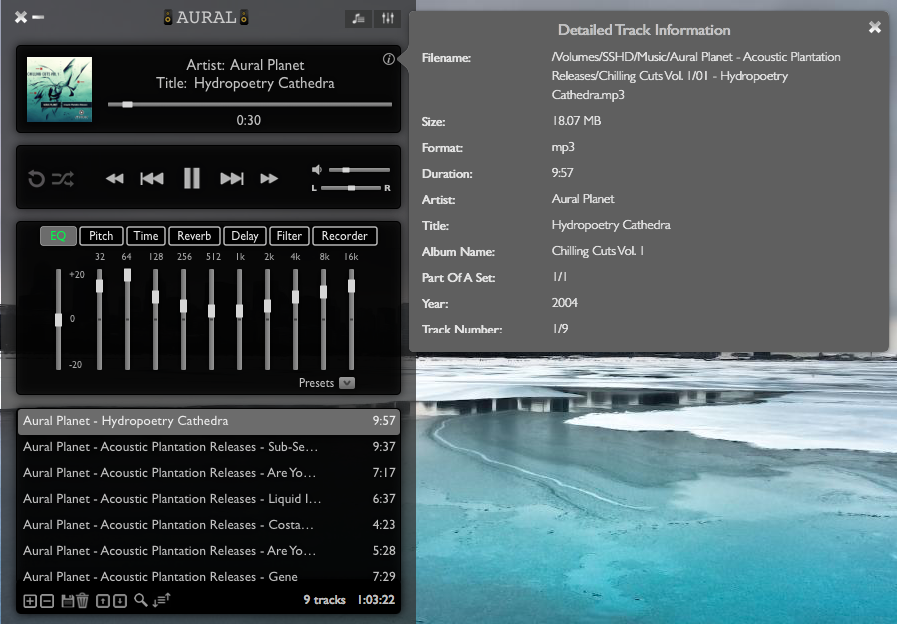 AURAL
Artist: Aural Planet
Title: Hydropoetry Cathedra
0:30
L R
EQ Pitch Time Reverb Delay Filter Recorder
32 64 128 256 512 1k 2k 4k 8k 16k
+20
0
-20
Presets
Aural Planet - Hydropoetry Cathedra 9:57
Aural Planet - Acoustic Plantation Releases - Sub-Se... 9:37
Aural Planet - Acoustic Plantation Releases - Are Yo... 7:17
Aural Planet - Acoustic Plantation Releases - Liquid I... 6:37
Aural Planet - Acoustic Plantation Releases - Costa... 4:23
Aural Planet - Acoustic Plantation Releases - Are Yo... 5:28
Aural Planet - Acoustic Plantation Releases - Gene 7:29
9 tracks 1:03:22
Detailed Track Information
Filename: /Volumes/SSHD/Music/Aural Planet - Acoustic Plantation
Releases/Chilling Cuts Vol. 1/01 - Hydropoetry
Cathedra.mp3
Size: 18.07 MB
Format: mp3
Duration: 9:57
Artist: Aural Planet
Title: Hydropoetry Cathedra
Album Name: Chilling Cuts Vol. 1
Part Of A Set: 1/1
Year: 2004
Track Number: 1/9